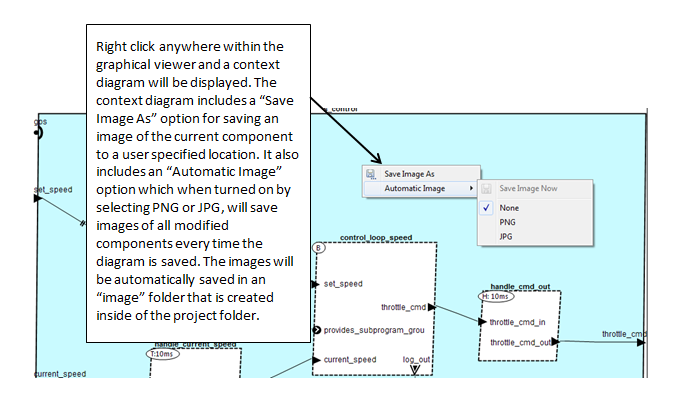 Right click anywhere within the
graphical viewer and a context
diagram will be displayed. The
context diagram includes a “Save
Image As” option for saving an
image of the current component
to a user specified location. It also
includes an “Automatic Image”
option which when turned on by
selecting PNG or JPG, will save
images of all modified
components every time the
diagram is saved. The images will
be automatically saved in an
“image” folder that is created
inside of the project folder.
_control
gps
set_speed
Save Image As
Automatic Image
Save Image Now
None
PNG
JPG
control_loop_speed
B
set_speed
throttle_cmd
provides_subprogram_grou
current_speed
log_out
handle_cmd_out
H: 10ms
throttle_cmd_in
throttle_cmd_out
throttle_cmd
handle_current_speed
T:10ms
current_speed